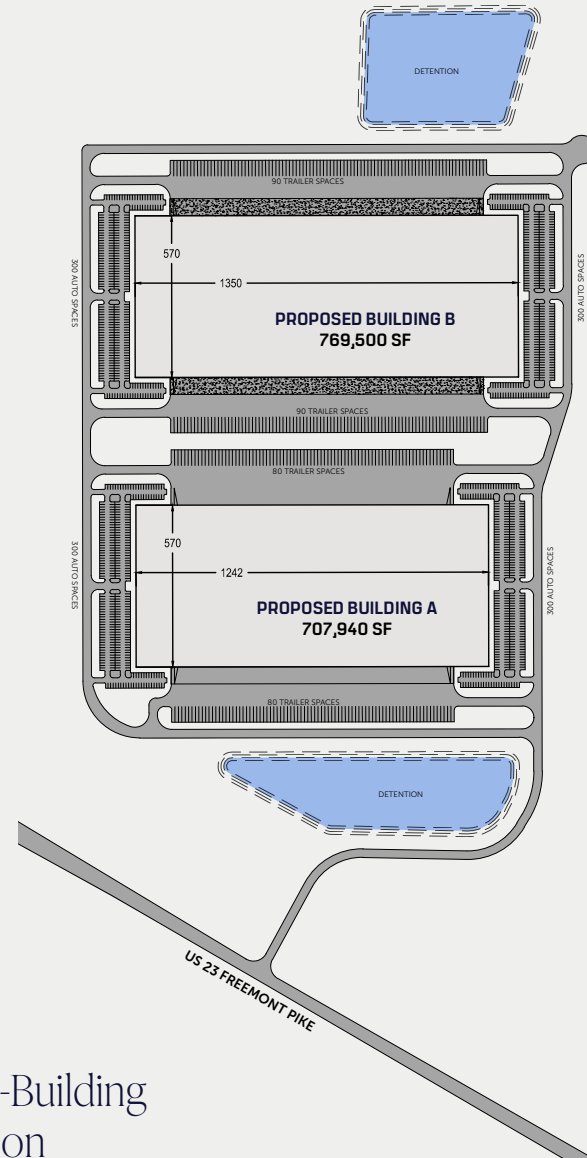 DETENTION
90 TRAILER SPACES
300 AUTO SPACES
570
1350
300 AUTO SPACES
PROPOSED BUILDING B
769,500 SF
90 TRAILER SPACES
80 TRAILER SPACES
300 AUTO SPACES
570
1242
300 AUTO SPACES
PROPOSED BUILDING A
707,940 SF
80 TRAILER SPACES
DETENTION
US 23 FREEMONT PIKE
-Building
on